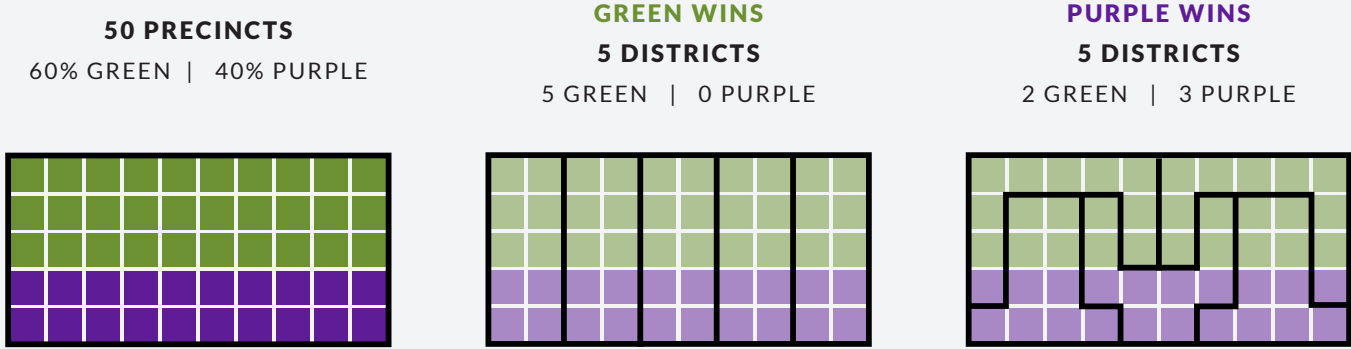 50 PRECINCTS
60% GREEN | 40% PURPLE
GREEN WINS
5 DISTRICTS
5 GREEN | 0 PURPLE
PURPLE WINS
5 DISTRICTS
2 GREEN | 3 PURPLE